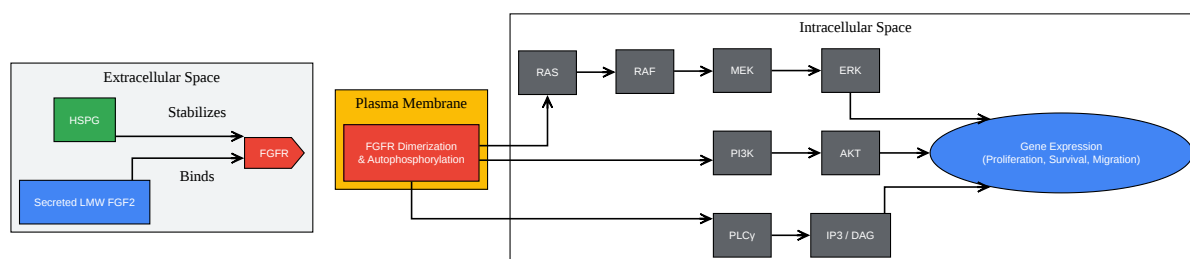 Extracellular Space
HSPG
Stabilizes
FGFR
Binds
Secreted LMW FGF2
Plasma Membrane
FGFR Dimerization
& Autophosphorylation
Intracellular Space
RAS
RAF
MEK
ERK
PI3K
AKT
Gene Expression
(Proliferation, Survival, Migration)
PLCγ
IP3 / DAG